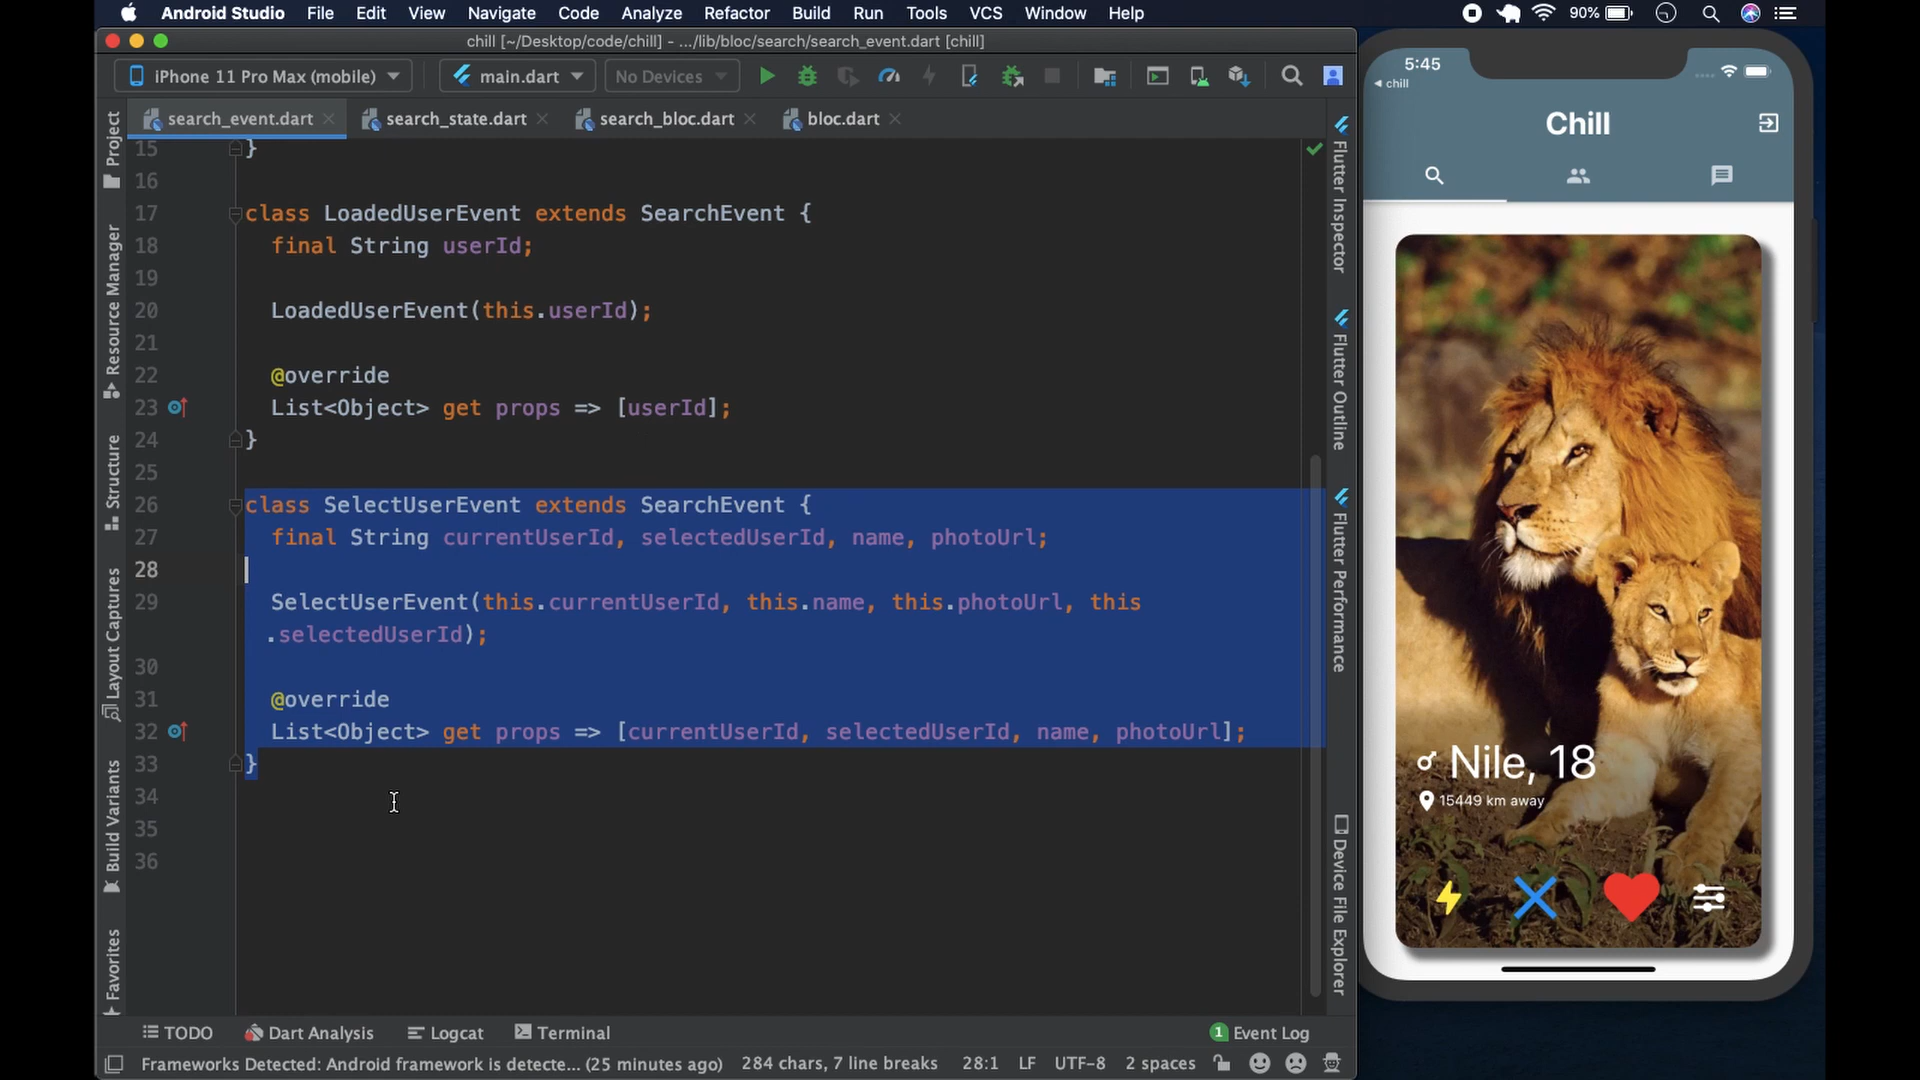 Android Studio File Edit View Navigate Code Analyze Refactor Build Run Tools VCS Window Help 90%
chill [~/Desktop/code/chill] - .../lib/bloc/search/search_event.dart [chill]
iPhone 11 Pro Max (mobile) main.dart No Devices
search_event.dart search_state.dart search_bloc.dart bloc.dart
15 }
16
17 class LoadedUserEvent extends SearchEvent {
18 final String userId;
19
20 LoadedUserEvent(this.userId);
21
22 @override
23 List<Object> get props => [userId];
24 }
25
26 class SelectUserEvent extends SearchEvent {
27 final String currentUserId, selectedUserId, name, photoUrl;
28
29 SelectUserEvent(this.currentUserId, this.name, this.photoUrl, this
.selectedUserId);
30
31 @override
32 List<Object> get props => [currentUserId, selectedUserId, name, photoUrl];
33 }
34
35
36
Project
Resource Manager
Structure
Layout Captures
Build Variants
Favorites
Flutter Inspector
Flutter Outline
Flutter Performance
Device File Explorer
TODO Dart Analysis Logcat Terminal 1 Event Log
Frameworks Detected: Android framework is detecte... (25 minutes ago) 284 chars, 7 line breaks 28:1 LF UTF-8 2 spaces
5:45
chill
Chill
Nile, 18
15449 km away